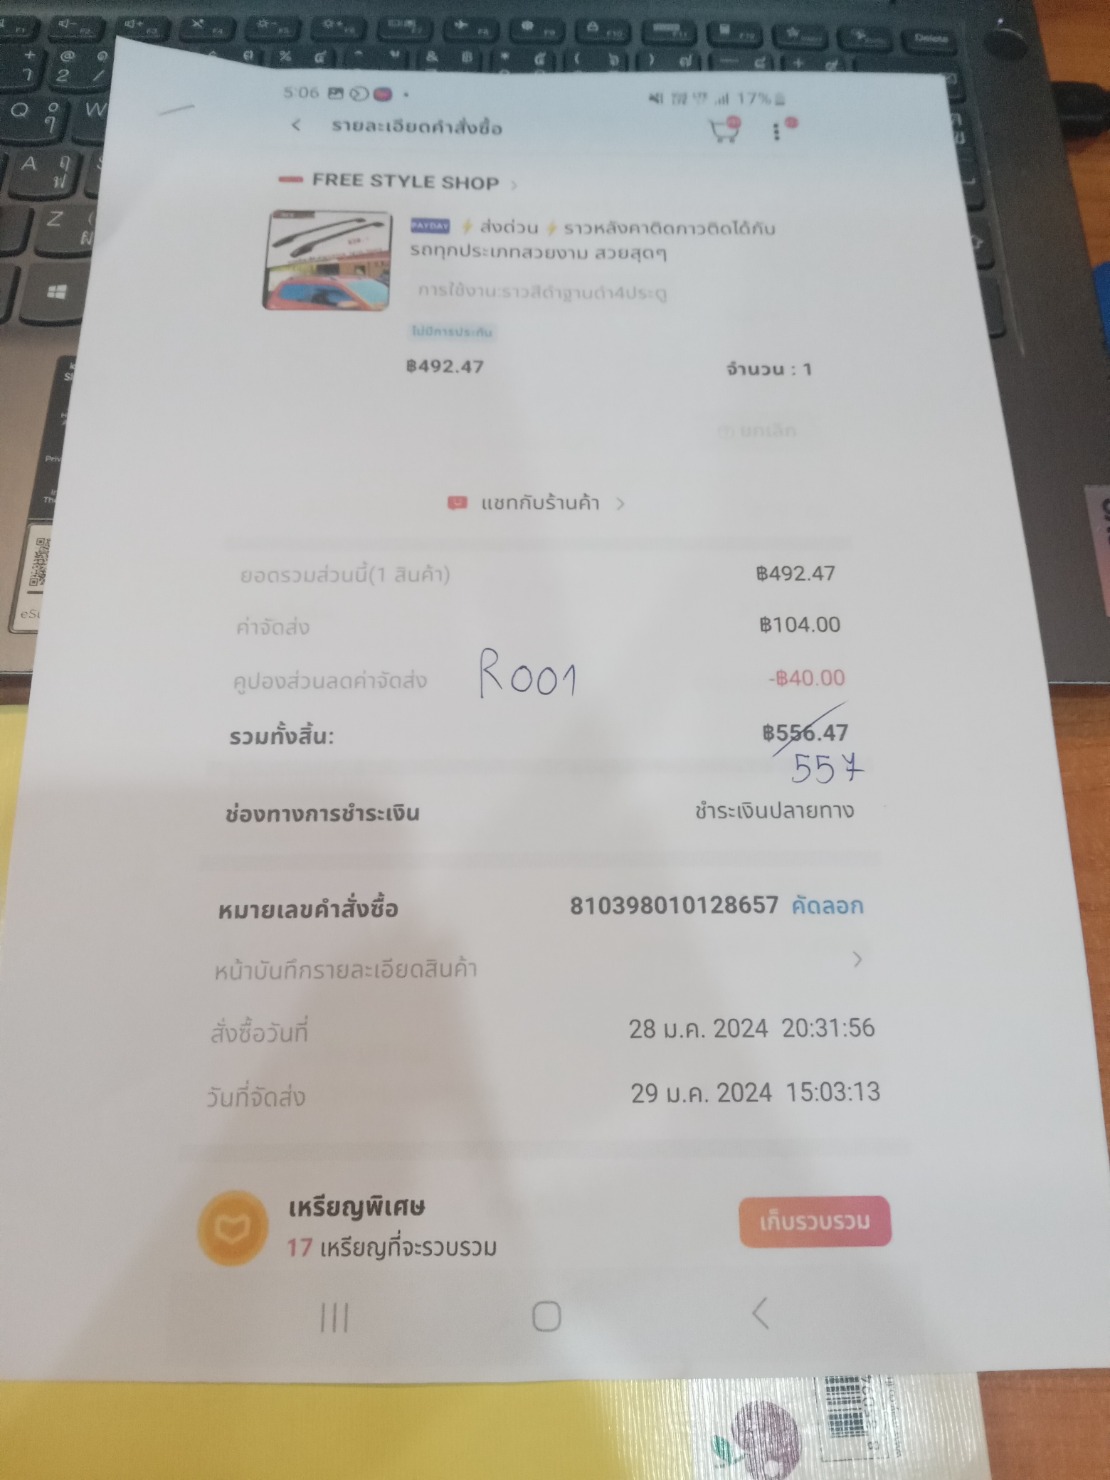 5:06
17%
< รายละเอียดคำสั่งซื้อ
FREE STYLE SHOP >
PAYDAY ⚡ส่งด่วน⚡ราวหลังคาติดกาวติดได้กับ
รถทุกประเภทสวยงาม สวยสุดๆ
การใช้งาน:ราวสีดำฐานดำ4ประตู
ไม่มีการประกัน
฿492.47 จำนวน : 1
ยกเลิก
แชทกับร้านค้า >
ยอดรวมส่วนนี้(1 สินค้า) ฿492.47
ค่าจัดส่ง ฿104.00
คูปองส่วนลดค่าจัดส่ง R001 -฿40.00
รวมทั้งสิ้น: ฿556.47
557
ช่องทางการชำระเงิน ชำระเงินปลายทาง
หมายเลขคำสั่งซื้อ 810398010128657 คัดลอก
หน้าบันทึกรายละเอียดสินค้า >
สั่งซื้อวันที่ 28 ม.ค. 2024 20:31:56
วันที่จัดส่ง 29 ม.ค. 2024 15:03:13
เหรียญพิเศษ
17 เหรียญที่จะรวบรวม เก็บรวบรวม